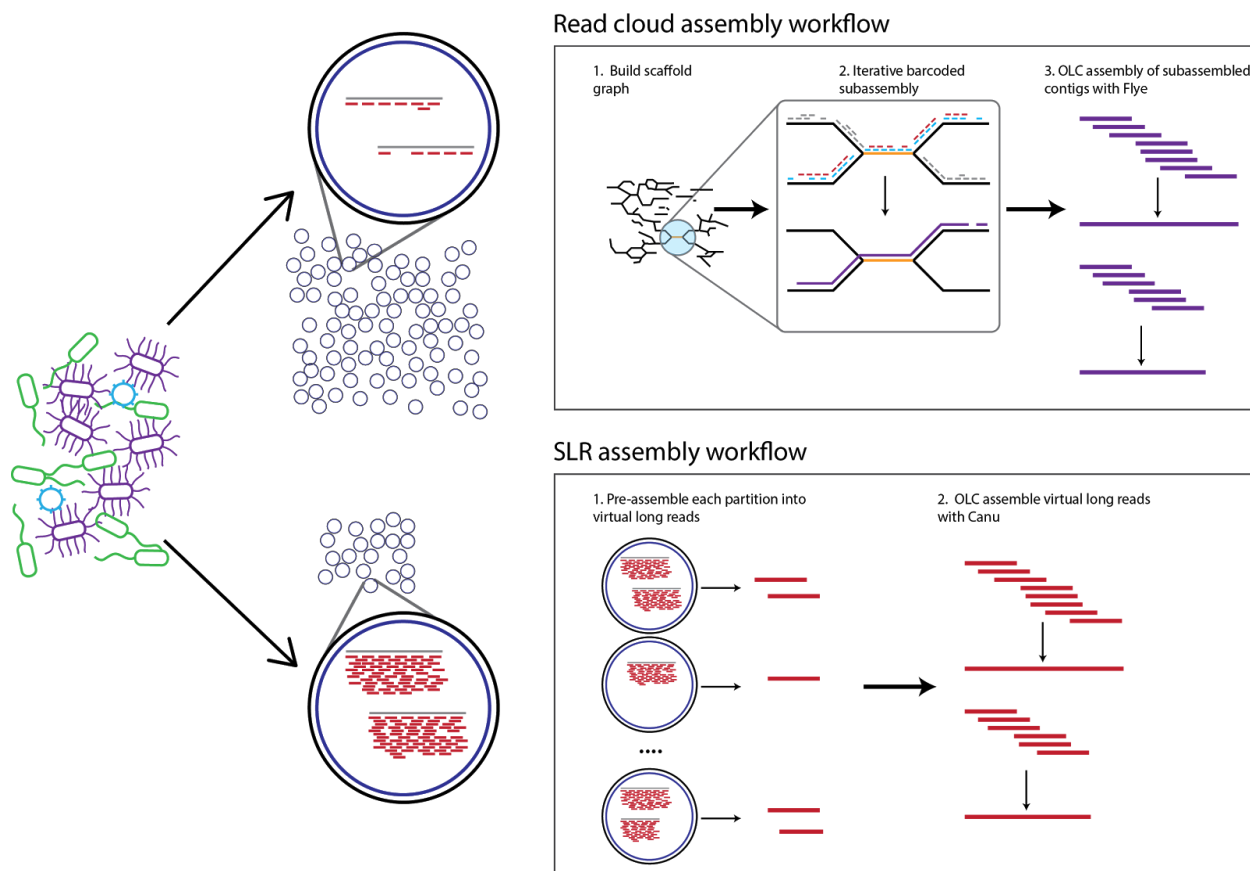 Read cloud assembly workflow
1. Build scaffold
graph
2. Iterative barcoded
subassembly
3. OLC assembly of subassembled
contigs with Flye
SLR assembly workflow
1. Pre-assemble each partition into
virtual long reads
2. OLC assemble virtual long reads
with Canu
....